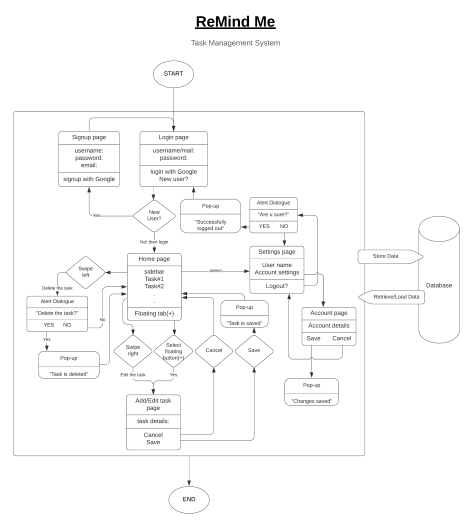 ReMind Me
Task Management System
START
Signup page
username:
password:
email:
signup with Google
Login page
username/mail:
password:
login with Google
New user?
Yes
New
User?
No! then login
Pop-up
"Successfully
logged out"
Alert Dialogue
"Are u sure?"
YES NO
Store Data
Retrieve/Load Data
Database
Settings page
User name
Account settings
Logout?
Home page
sidebar
Task#1
Task#2
.
.
Floating tab(+)
Swipe
left
Delete the task
Alert Dialogue
"Delete the task?"
YES NO
No
Yes
Pop-up
"Task is deleted"
Swipe
right
Edit the task
Select
floating
button(+)
Yes
Cancel
Save
Pop-up
"Task is saved"
Account page
Account details
Save Cancel
Pop-up
"Changes saved"
Add/Edit task
page
task details:
Cancel
Save
END